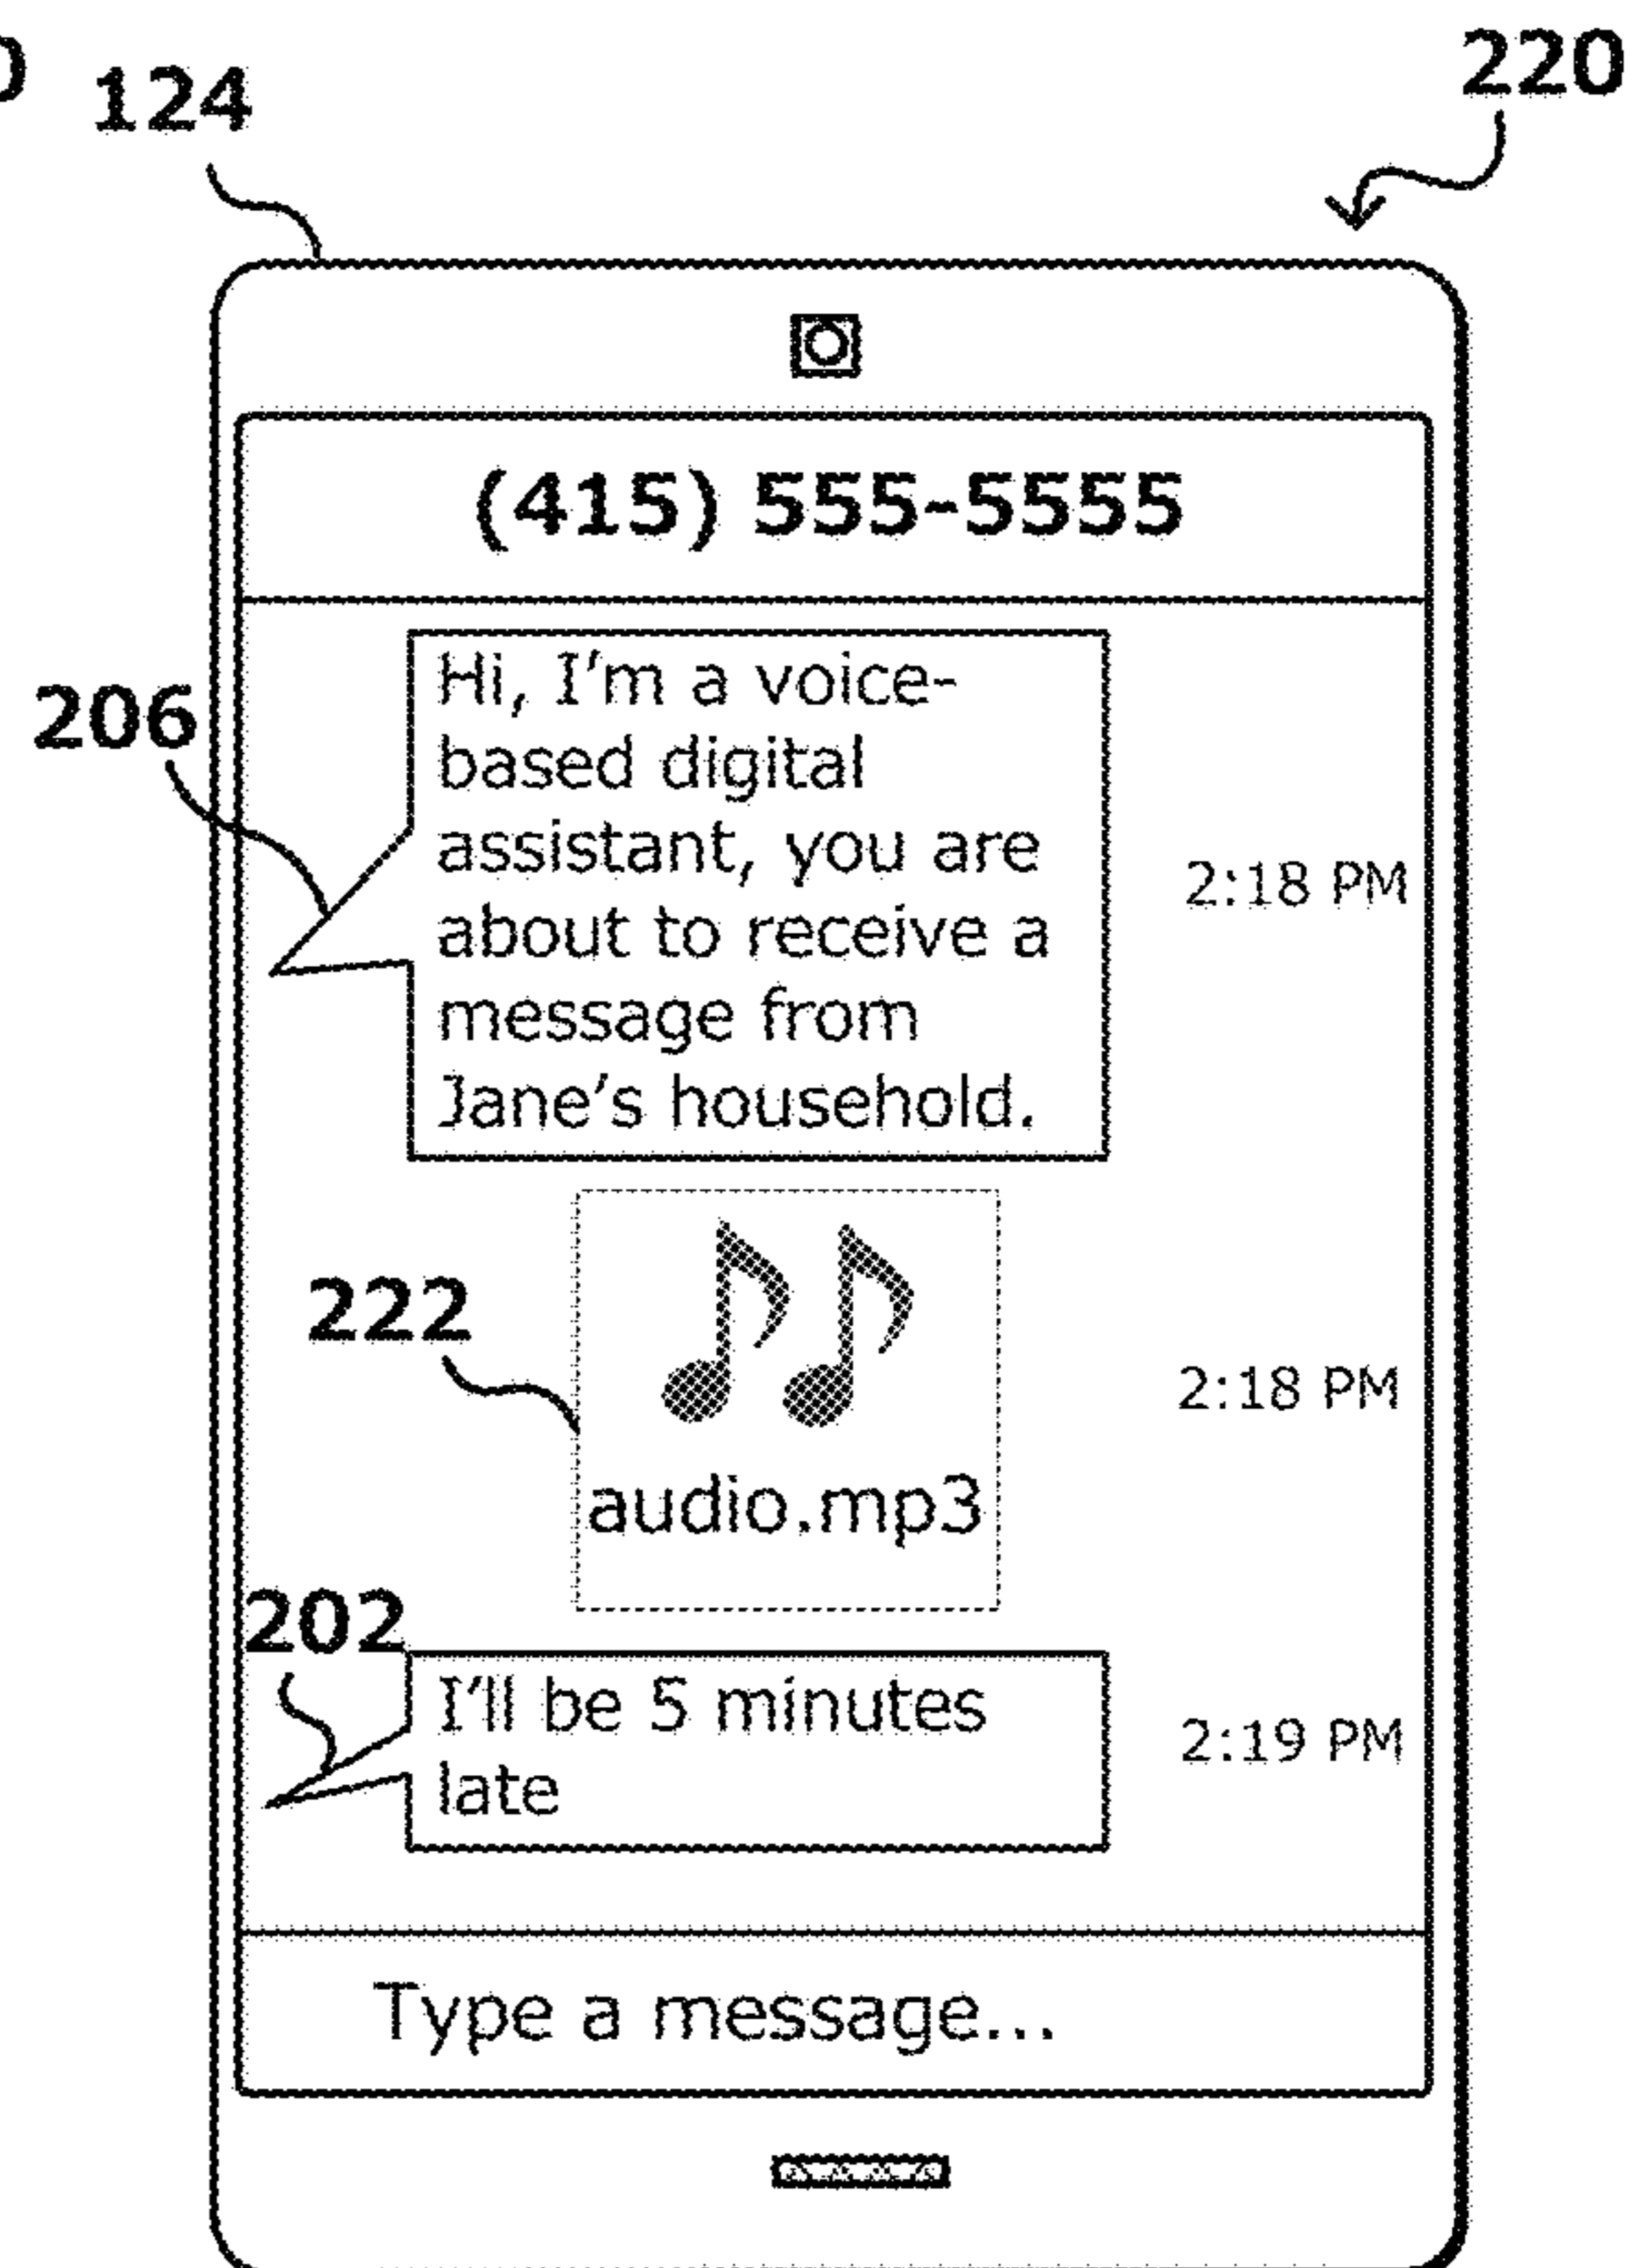 124
220
(415) 555-5555
206
Hi, I'm a voice-
based digital
assistant, you are
about to receive a
message from
Jane's household.
2:18 PM
222
audio.mp3
2:18 PM
202
I'll be 5 minutes
late
2:19 PM
Type a message...